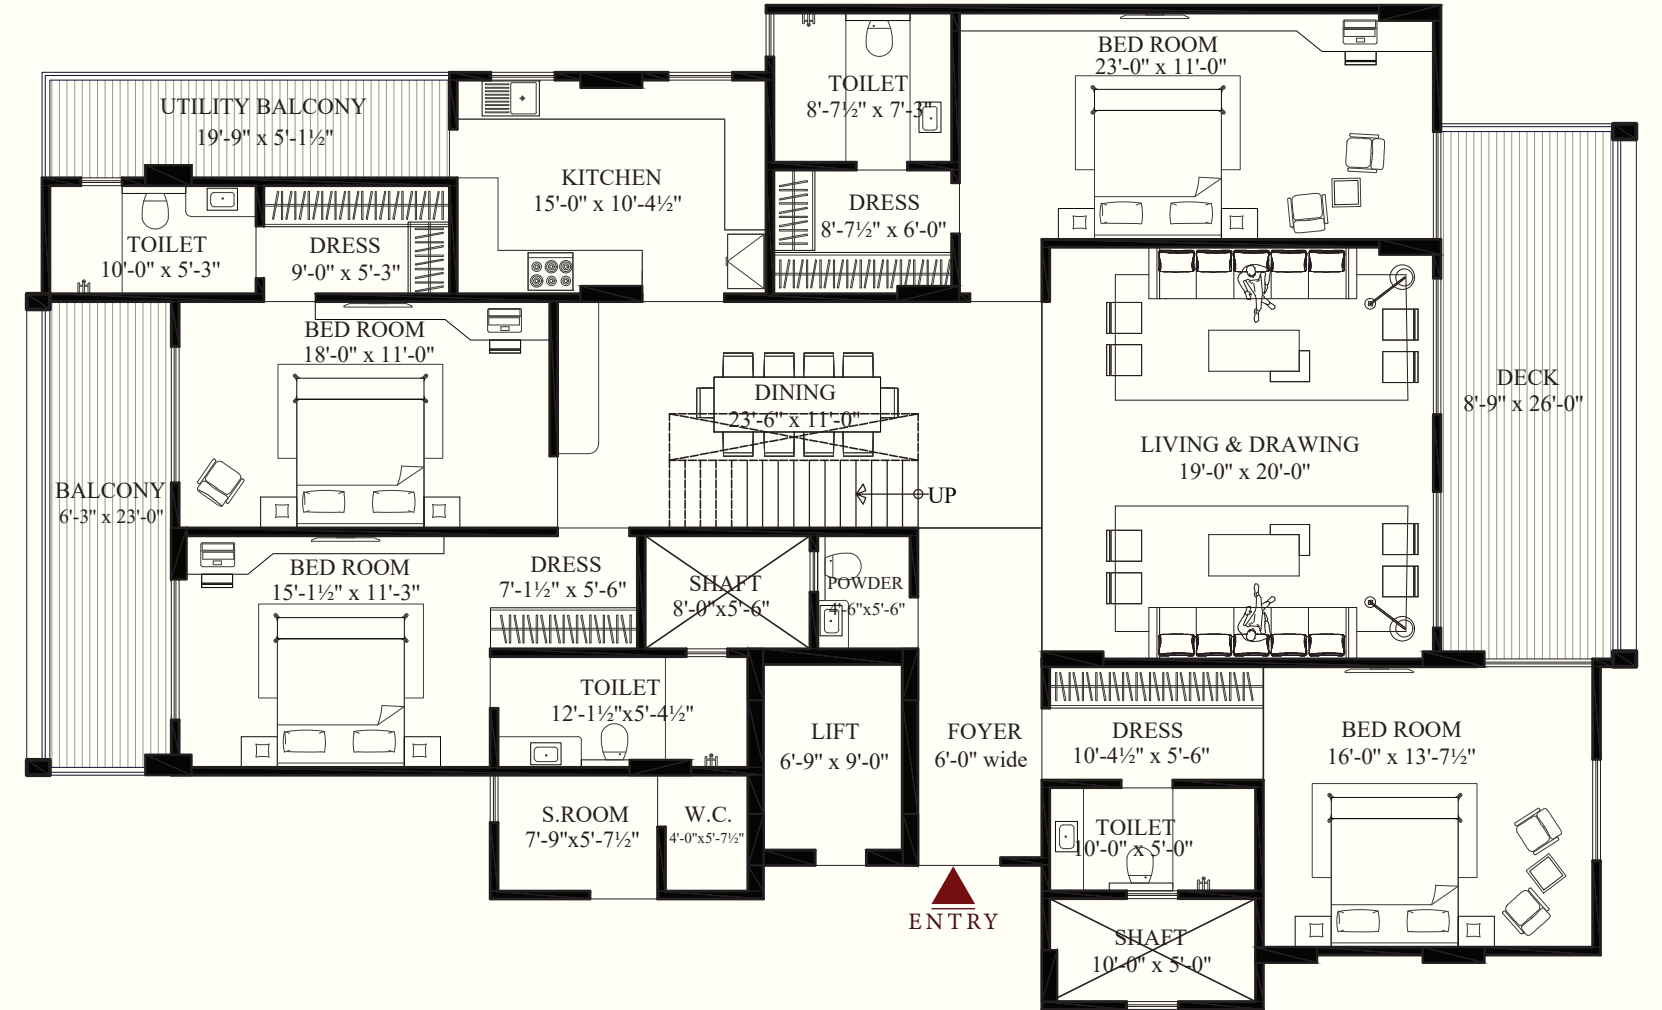 BED ROOM
23'-0" x 11'-0"
TOILET
8'-7½" x 7'-3"
UTILITY BALCONY
19'-9" x 5'-1½"
KITCHEN
15'-0" x 10'-4½"
DRESS
8'-7½" x 6'-0"
TOILET
10'-0" x 5'-3"
DRESS
9'-0" x 5'-3"
BED ROOM
18'-0" x 11'-0"
DINING
23'-6" x 11'-0"
DECK
8'-9" x 26'-0"
LIVING & DRAWING
19'-0" x 20'-0"
BALCONY
6'-3" x 23'-0"
UP
BED ROOM
15'-1½" x 11'-3"
DRESS
7'-1½" x 5'-6"
SHAFT
8'-0"x5'-6"
POWDER
4'-6"x5'-6"
TOILET
12'-1½"x5'-4½"
LIFT
6'-9" x 9'-0"
FOYER
6'-0" wide
DRESS
10'-4½" x 5'-6"
BED ROOM
16'-0" x 13'-7½"
S.ROOM
7'-9"x5'-7½"
W.C.
4'-0"x5'-7½"
TOILET
10'-0" x 5'-0"
ENTRY
SHAFT
10'-0" x 5'-0"